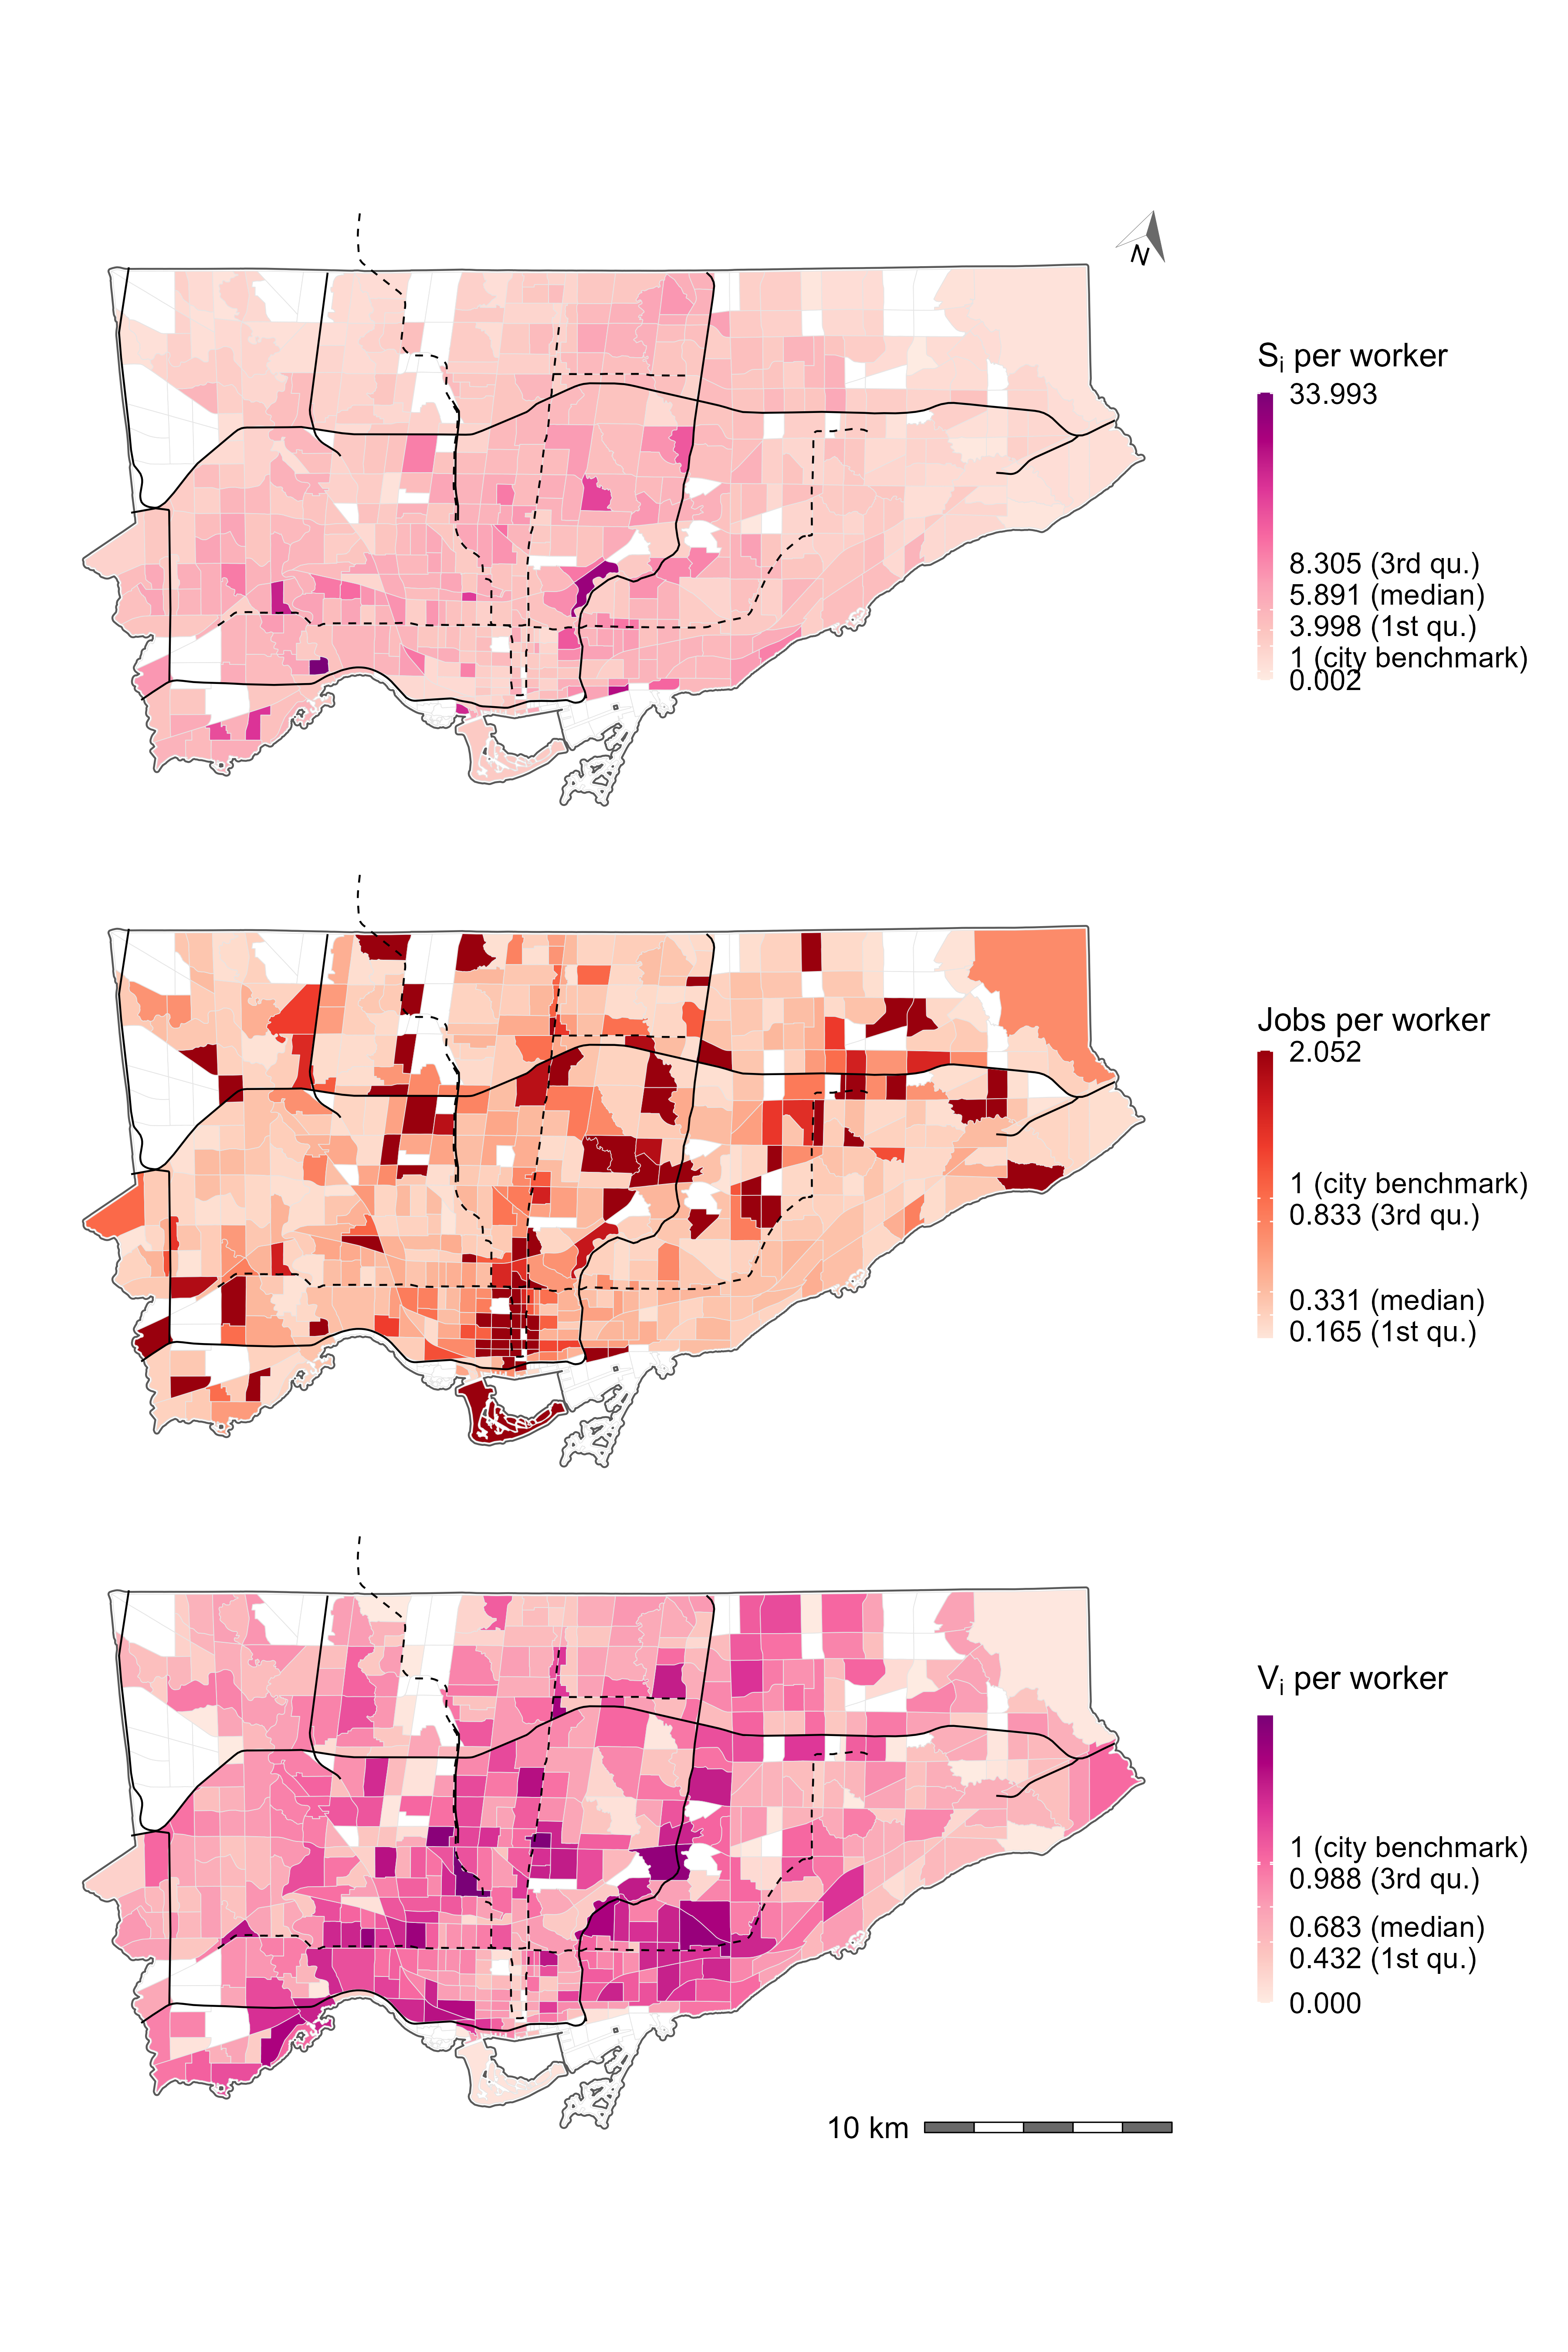 N
Sᵢ per worker
33.993
8.305 (3rd qu.)
5.891 (median)
3.998 (1st qu.)
1 (city benchmark)
0.002
Jobs per worker
2.052
1 (city benchmark)
0.833 (3rd qu.)
0.331 (median)
0.165 (1st qu.)
Vᵢ per worker
1 (city benchmark)
0.988 (3rd qu.)
0.683 (median)
0.432 (1st qu.)
0.000
10 km